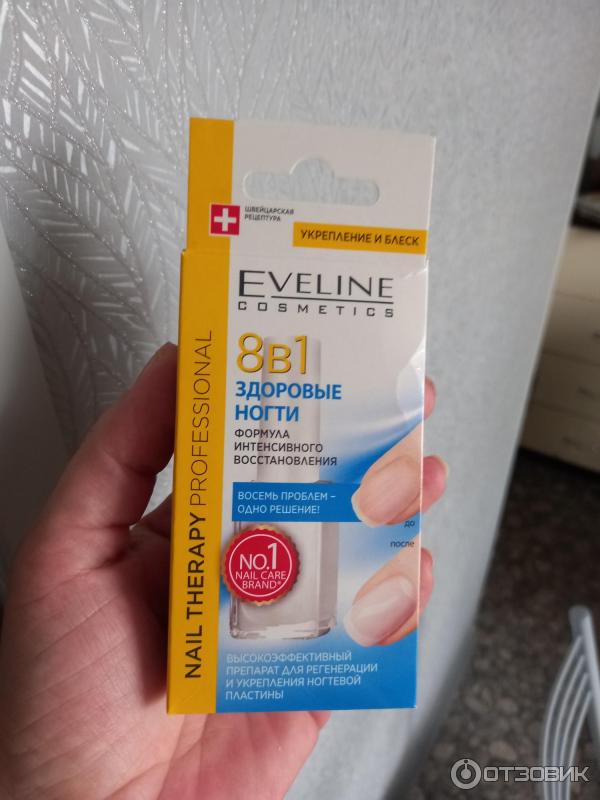 ШВЕЙЦАРСКАЯ
РЕЦЕПТУРА
УКРЕПЛЕНИЕ И БЛЕСК
EVELINE
COSMETICS
8В1
ЗДОРОВЫЕ
НОГТИ
ФОРМУЛА
ИНТЕНСИВНОГО
ВОССТАНОВЛЕНИЯ
ВОСЕМЬ ПРОБЛЕМ –
ОДНО РЕШЕНИЕ!
до
после
NO.1
NAIL CARE
BRAND*
ВЫСОКОЭФФЕКТИВНЫЙ
ПРЕПАРАТ ДЛЯ РЕГЕНЕРАЦИИ
И УКРЕПЛЕНИЯ НОГТЕВОЙ
ПЛАСТИНЫ
NAIL THERAPY PROFESSIONAL
ОТЗОВИК